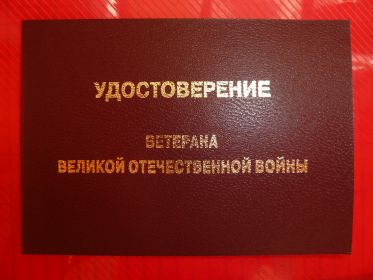 УДОСТОВЕРЕНИЕ
ВЕТЕРАНА
ВЕЛИКОЙ ОТЕЧЕСТВЕННОЙ ВОЙНЫ